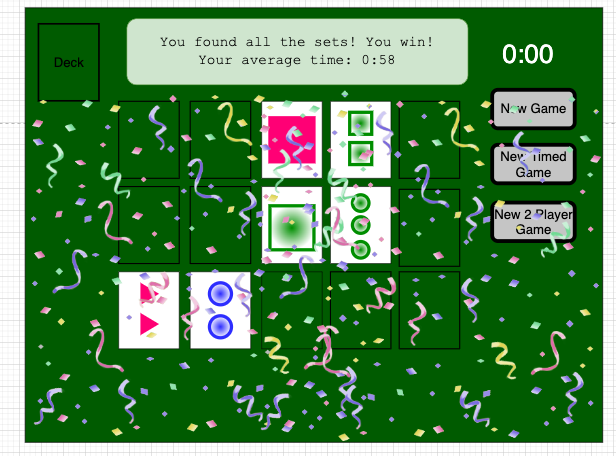 You found all the sets! You win!
Your average time: 0:58
0:00
Deck
New Game
New Timed
Game
New 2 Player
Game